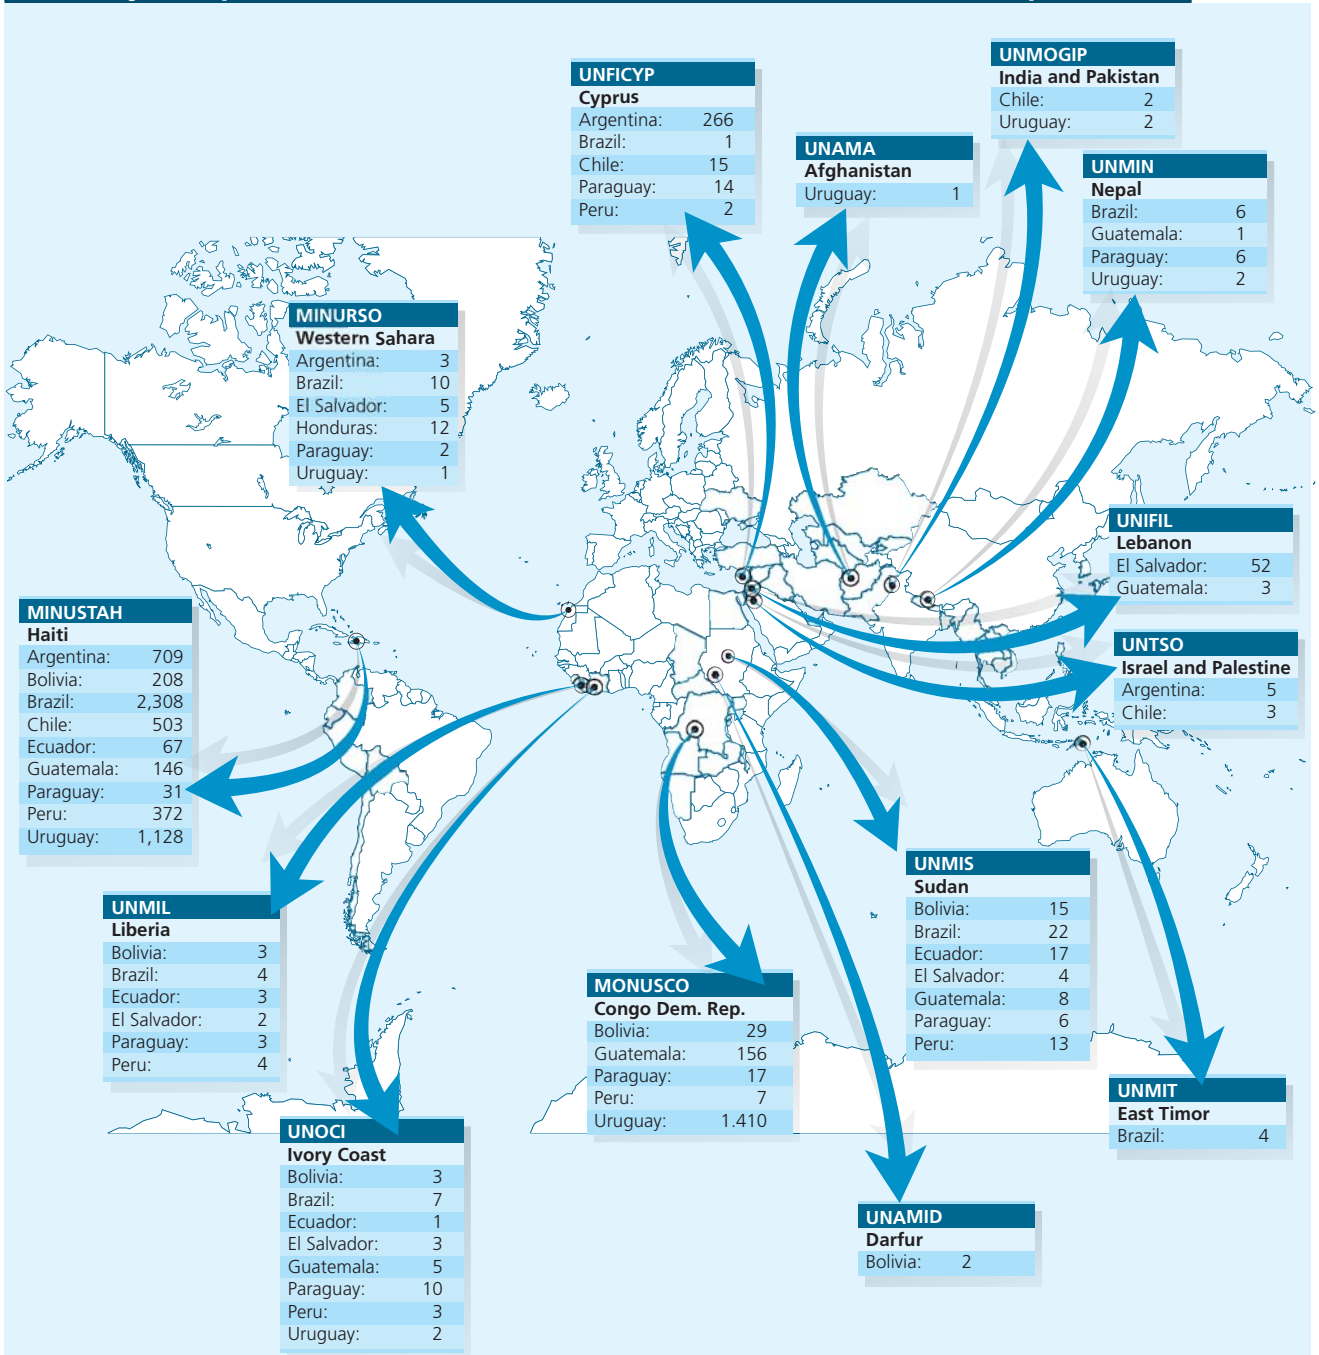 UNFICYP
Cyprus
Argentina: 266
Brazil: 1
Chile: 15
Paraguay: 14
Peru: 2
UNAMA
Afghanistan
Uruguay: 1
UNMOGIP
India and Pakistan
Chile: 2
Uruguay: 2
UNMIN
Nepal
Brazil: 6
Guatemala: 1
Paraguay: 6
Uruguay: 2
MINURSO
Western Sahara
Argentina: 3
Brazil: 10
El Salvador: 5
Honduras: 12
Paraguay: 2
Uruguay: 1
UNIFIL
Lebanon
El Salvador: 52
Guatemala: 3
MINUSTAH
Haiti
Argentina: 709
Bolivia: 208
Brazil: 2,308
Chile: 503
Ecuador: 67
Guatemala: 146
Paraguay: 31
Peru: 372
Uruguay: 1,128
UNTSO
Israel and Palestine
Argentina: 5
Chile: 3
UNMIL
Liberia
Bolivia: 3
Brazil: 4
Ecuador: 3
El Salvador: 2
Paraguay: 3
Peru: 4
MONUSCO
Congo Dem. Rep.
Bolivia: 29
Guatemala: 156
Paraguay: 17
Peru: 7
Uruguay: 1.410
UNMIS
Sudan
Bolivia: 15
Brazil: 22
Ecuador: 17
El Salvador: 4
Guatemala: 8
Paraguay: 6
Peru: 13
UNMIT
East Timor
Brazil: 4
UNOCI
Ivory Coast
Bolivia: 3
Brazil: 7
Ecuador: 1
El Salvador: 3
Guatemala: 5
Paraguay: 10
Peru: 3
Uruguay: 2
UNAMID
Darfur
Bolivia: 2